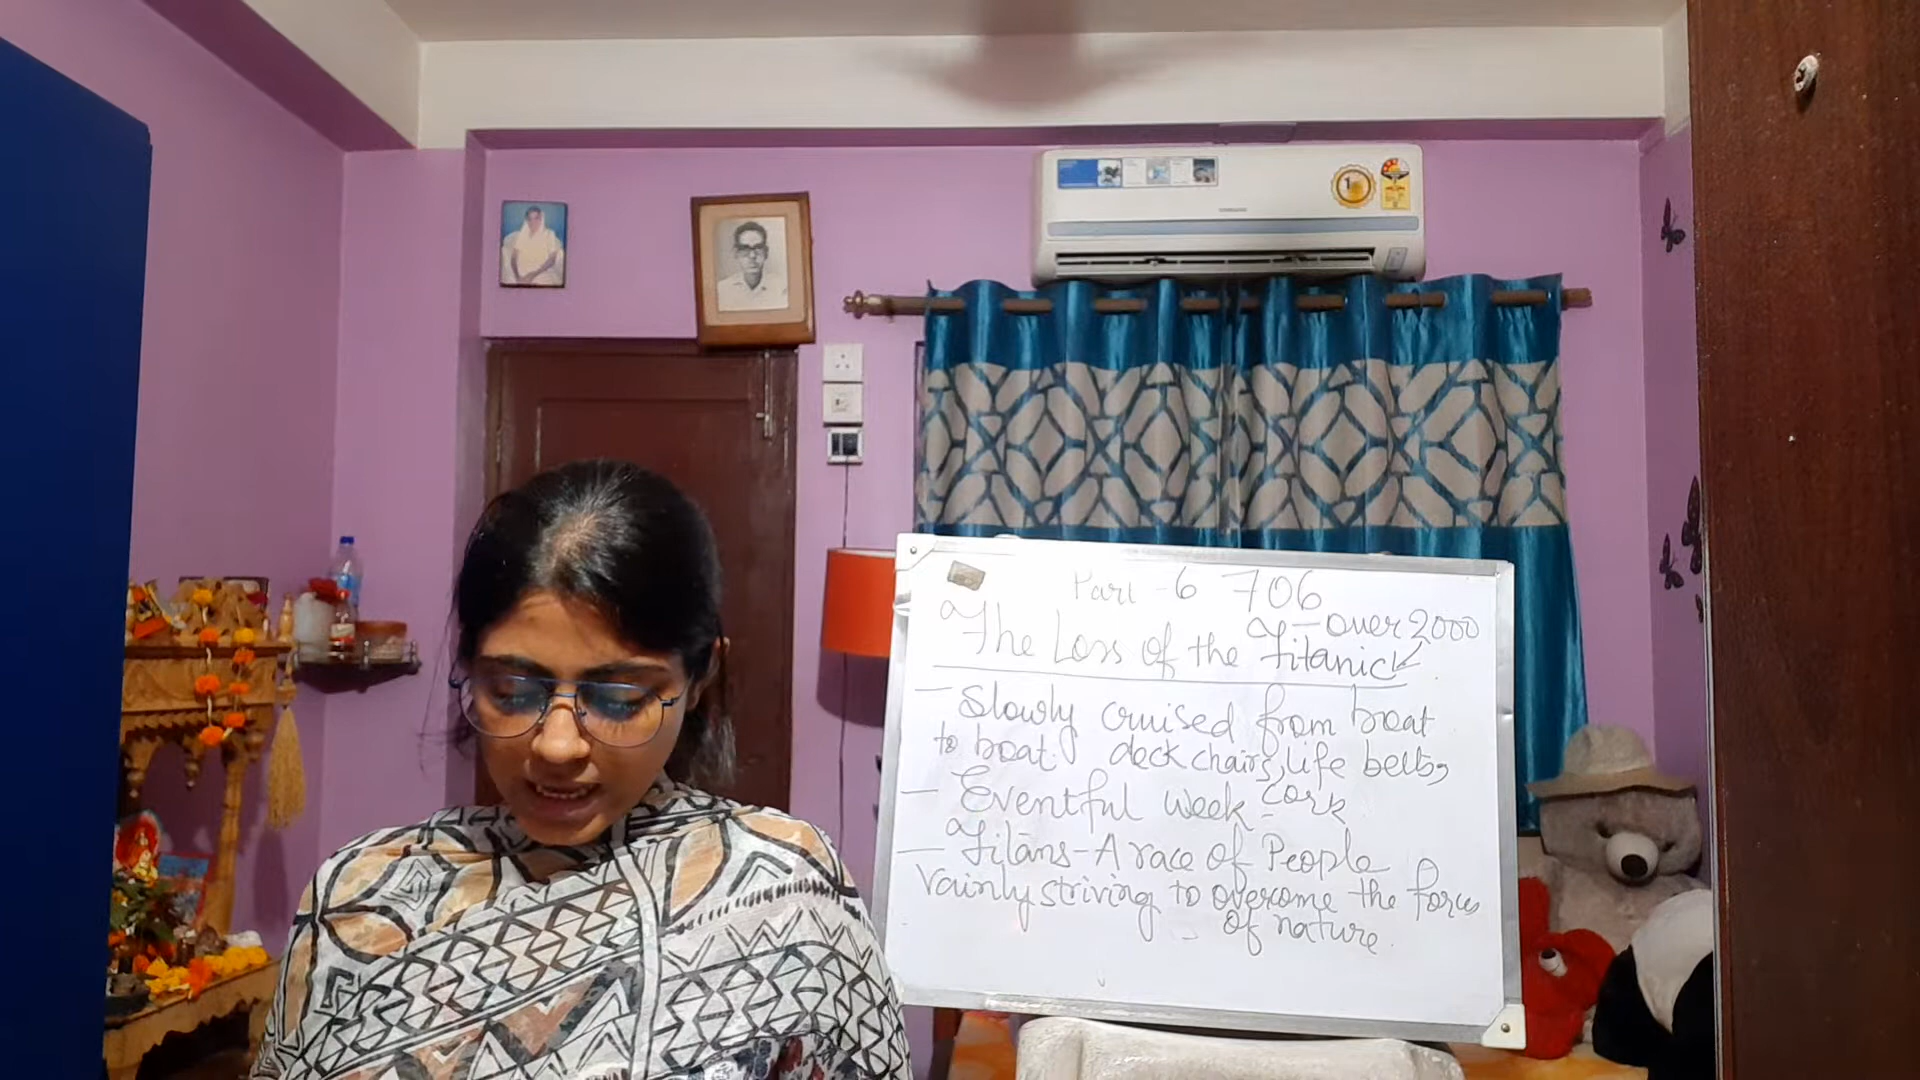 Part - 6 706
The Loss of the Titanic
- over 2000
- Slowly cruised from boat
to boat. deck chairs, life belts,
- Eventful week - cork
- Titans - A race of People
vainly striving to overcome the forces
of nature.